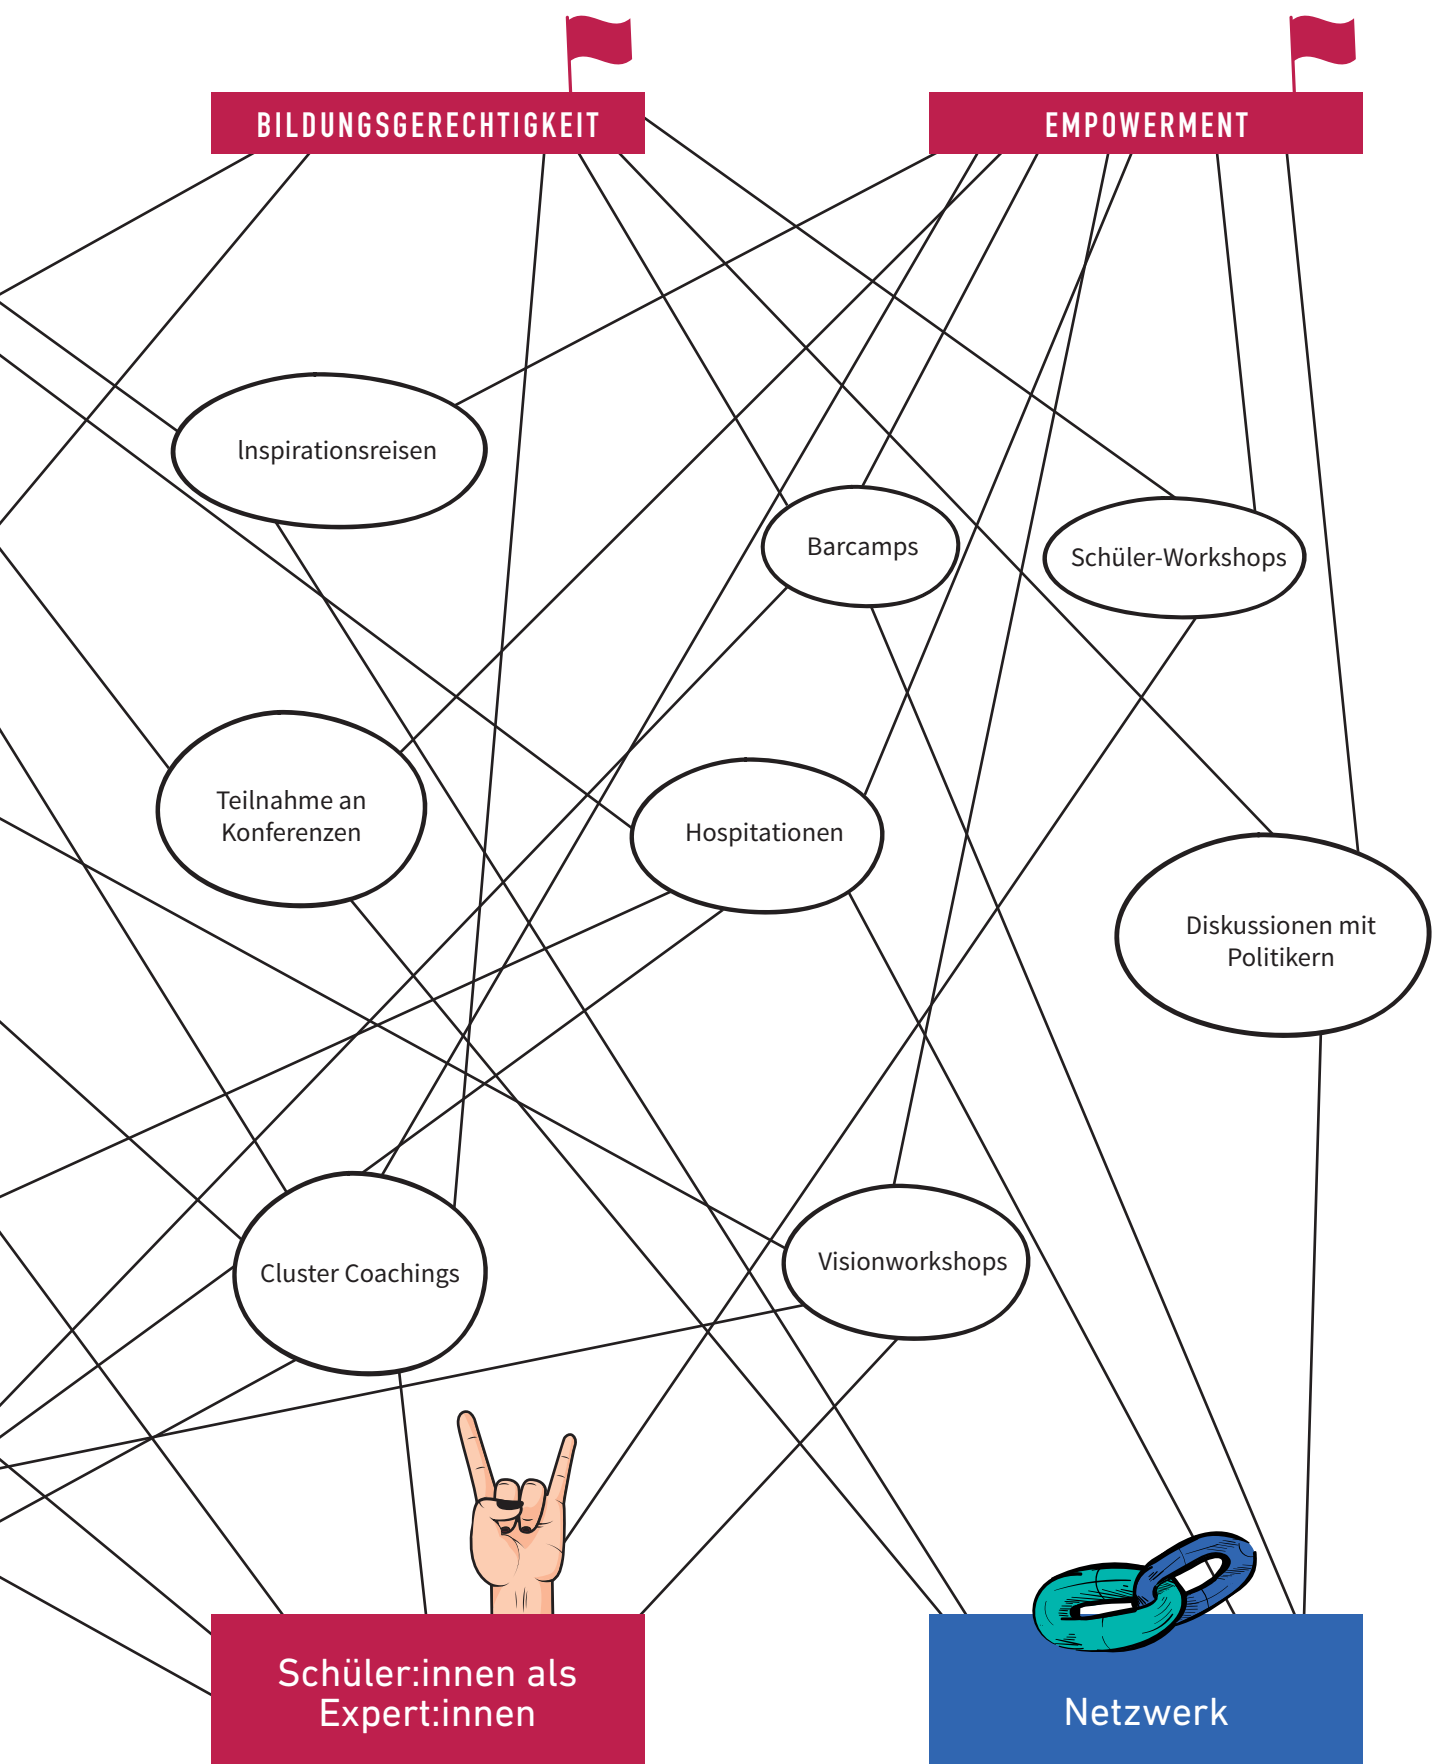 BILDUNGSGERECHTIGKEIT
EMPOWERMENT
Inspirationsreisen
Barcamps
Schüler-Workshops
Teilnahme an
Konferenzen
Hospitationen
Diskussionen mit
Politikern
Cluster Coachings
Visionworkshops
Schüler:innen als
Expert:innen
Netzwerk